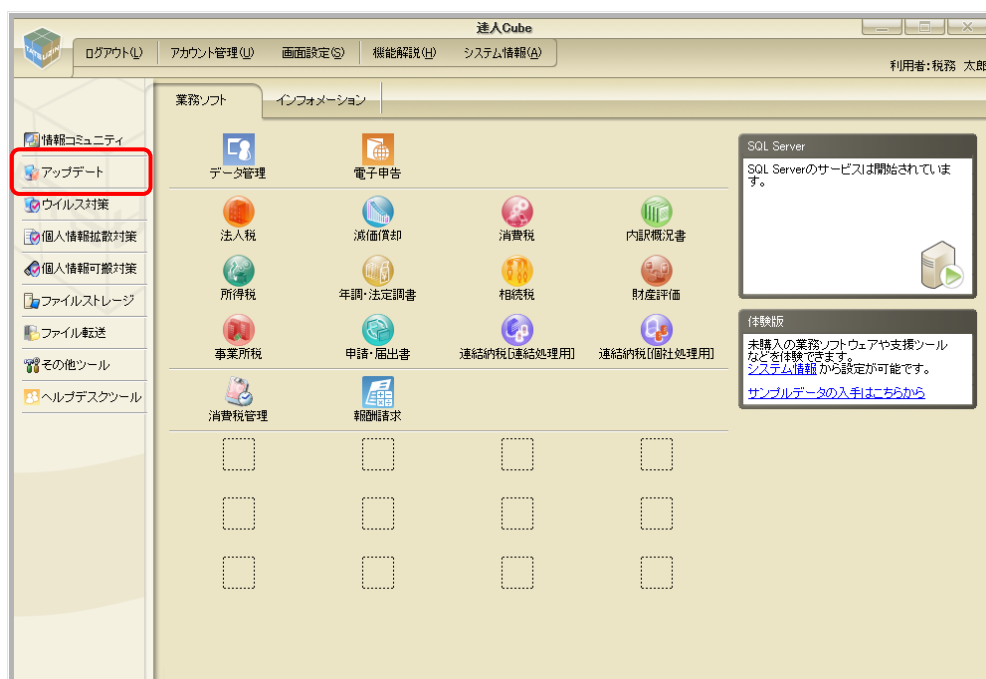 達人Cube
TATSUZIN
ログアウト(L)
アカウント管理(U)
画面設定(S)
機能解説(H)
システム情報(A)
利用者:税務 太郎
業務ソフト
インフォメーション
情報コミュニティ
アップデート
ウイルス対策
個人情報拡散対策
個人情報可搬対策
ファイルストレージ
ファイル転送
その他ツール
ヘルプデスクツール
データ管理
電子申告
法人税
減価償却
消費税
内訳概況書
所得税
年調・法定調書
相続税
財産評価
事業所税
申請・届出書
連結納税[連結処理用]
連結納税[個社処理用]
消費税管理
報酬請求
SQL Server
SQL Serverのサービスは開始されていま
す。
体験版
未購入の業務ソフトウェアや支援ツール
などを体験できます。
システム情報 から設定が可能です。
サンプルデータの入手はこちらから